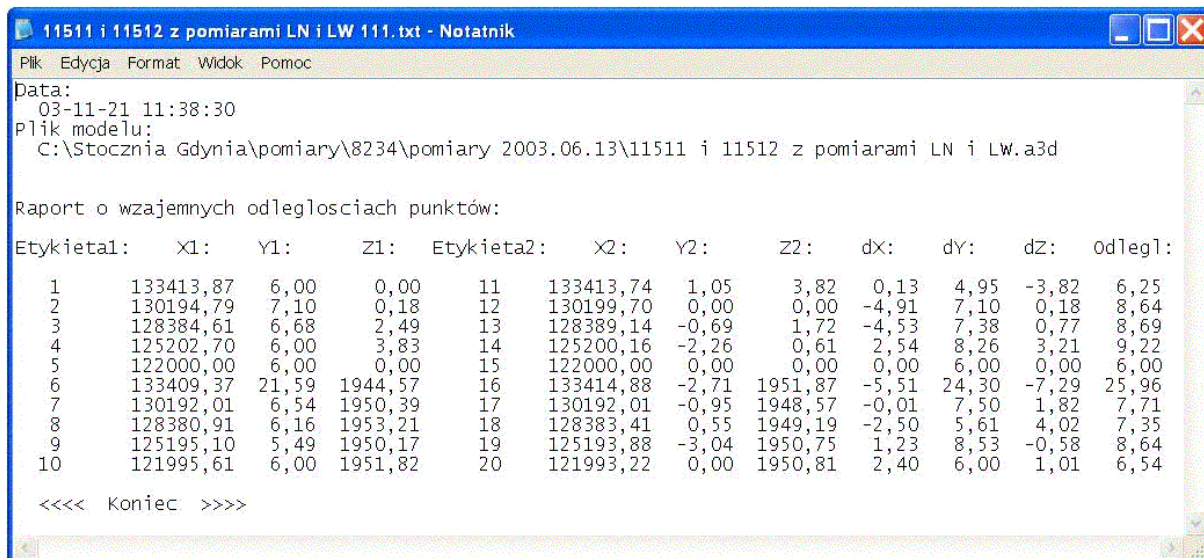 11511 i 11512 z pomiarami LN i LW 111.txt - Notatnik
Plik Edycja Format Widok Pomoc
Data:
03-11-21 11:38:30
Plik modelu:
C:\Stocznia Gdynia\pomiary\8234\pomiary 2003.06.13\11511 i 11512 z pomiarami LN i LW.a3d
Raport o wzajemnych odleglosciach punktów:
Etykieta1: X1: Y1: Z1: Etykieta2: X2: Y2: Z2: dX: dY: dZ: Odlegl:
1 133413,87 6,00 0,00 11 133413,74 1,05 3,82 0,13 4,95 -3,82 6,25
2 130194,79 7,10 0,18 12 130199,70 0,00 0,00 -4,91 7,10 0,18 8,64
3 128384,61 6,68 2,49 13 128389,14 -0,69 1,72 -4,53 7,38 0,77 8,69
4 125202,70 6,00 3,83 14 125200,16 -2,26 0,61 2,54 8,26 3,21 9,22
5 122000,00 6,00 0,00 15 122000,00 0,00 0,00 0,00 6,00 0,00 6,00
6 133409,37 21,59 1944,57 16 133414,88 -2,71 1951,87 -5,51 24,30 -7,29 25,96
7 130192,01 6,54 1950,39 17 130192,01 -0,95 1948,57 -0,01 7,50 1,82 7,71
8 128380,91 6,16 1953,21 18 128383,41 0,55 1949,19 -2,50 5,61 4,02 7,35
9 125195,10 5,49 1950,17 19 125193,88 -3,04 1950,75 1,23 8,53 -0,58 8,64
10 121995,61 6,00 1951,82 20 121993,22 0,00 1950,81 2,40 6,00 1,01 6,54
<<<< Koniec >>>>